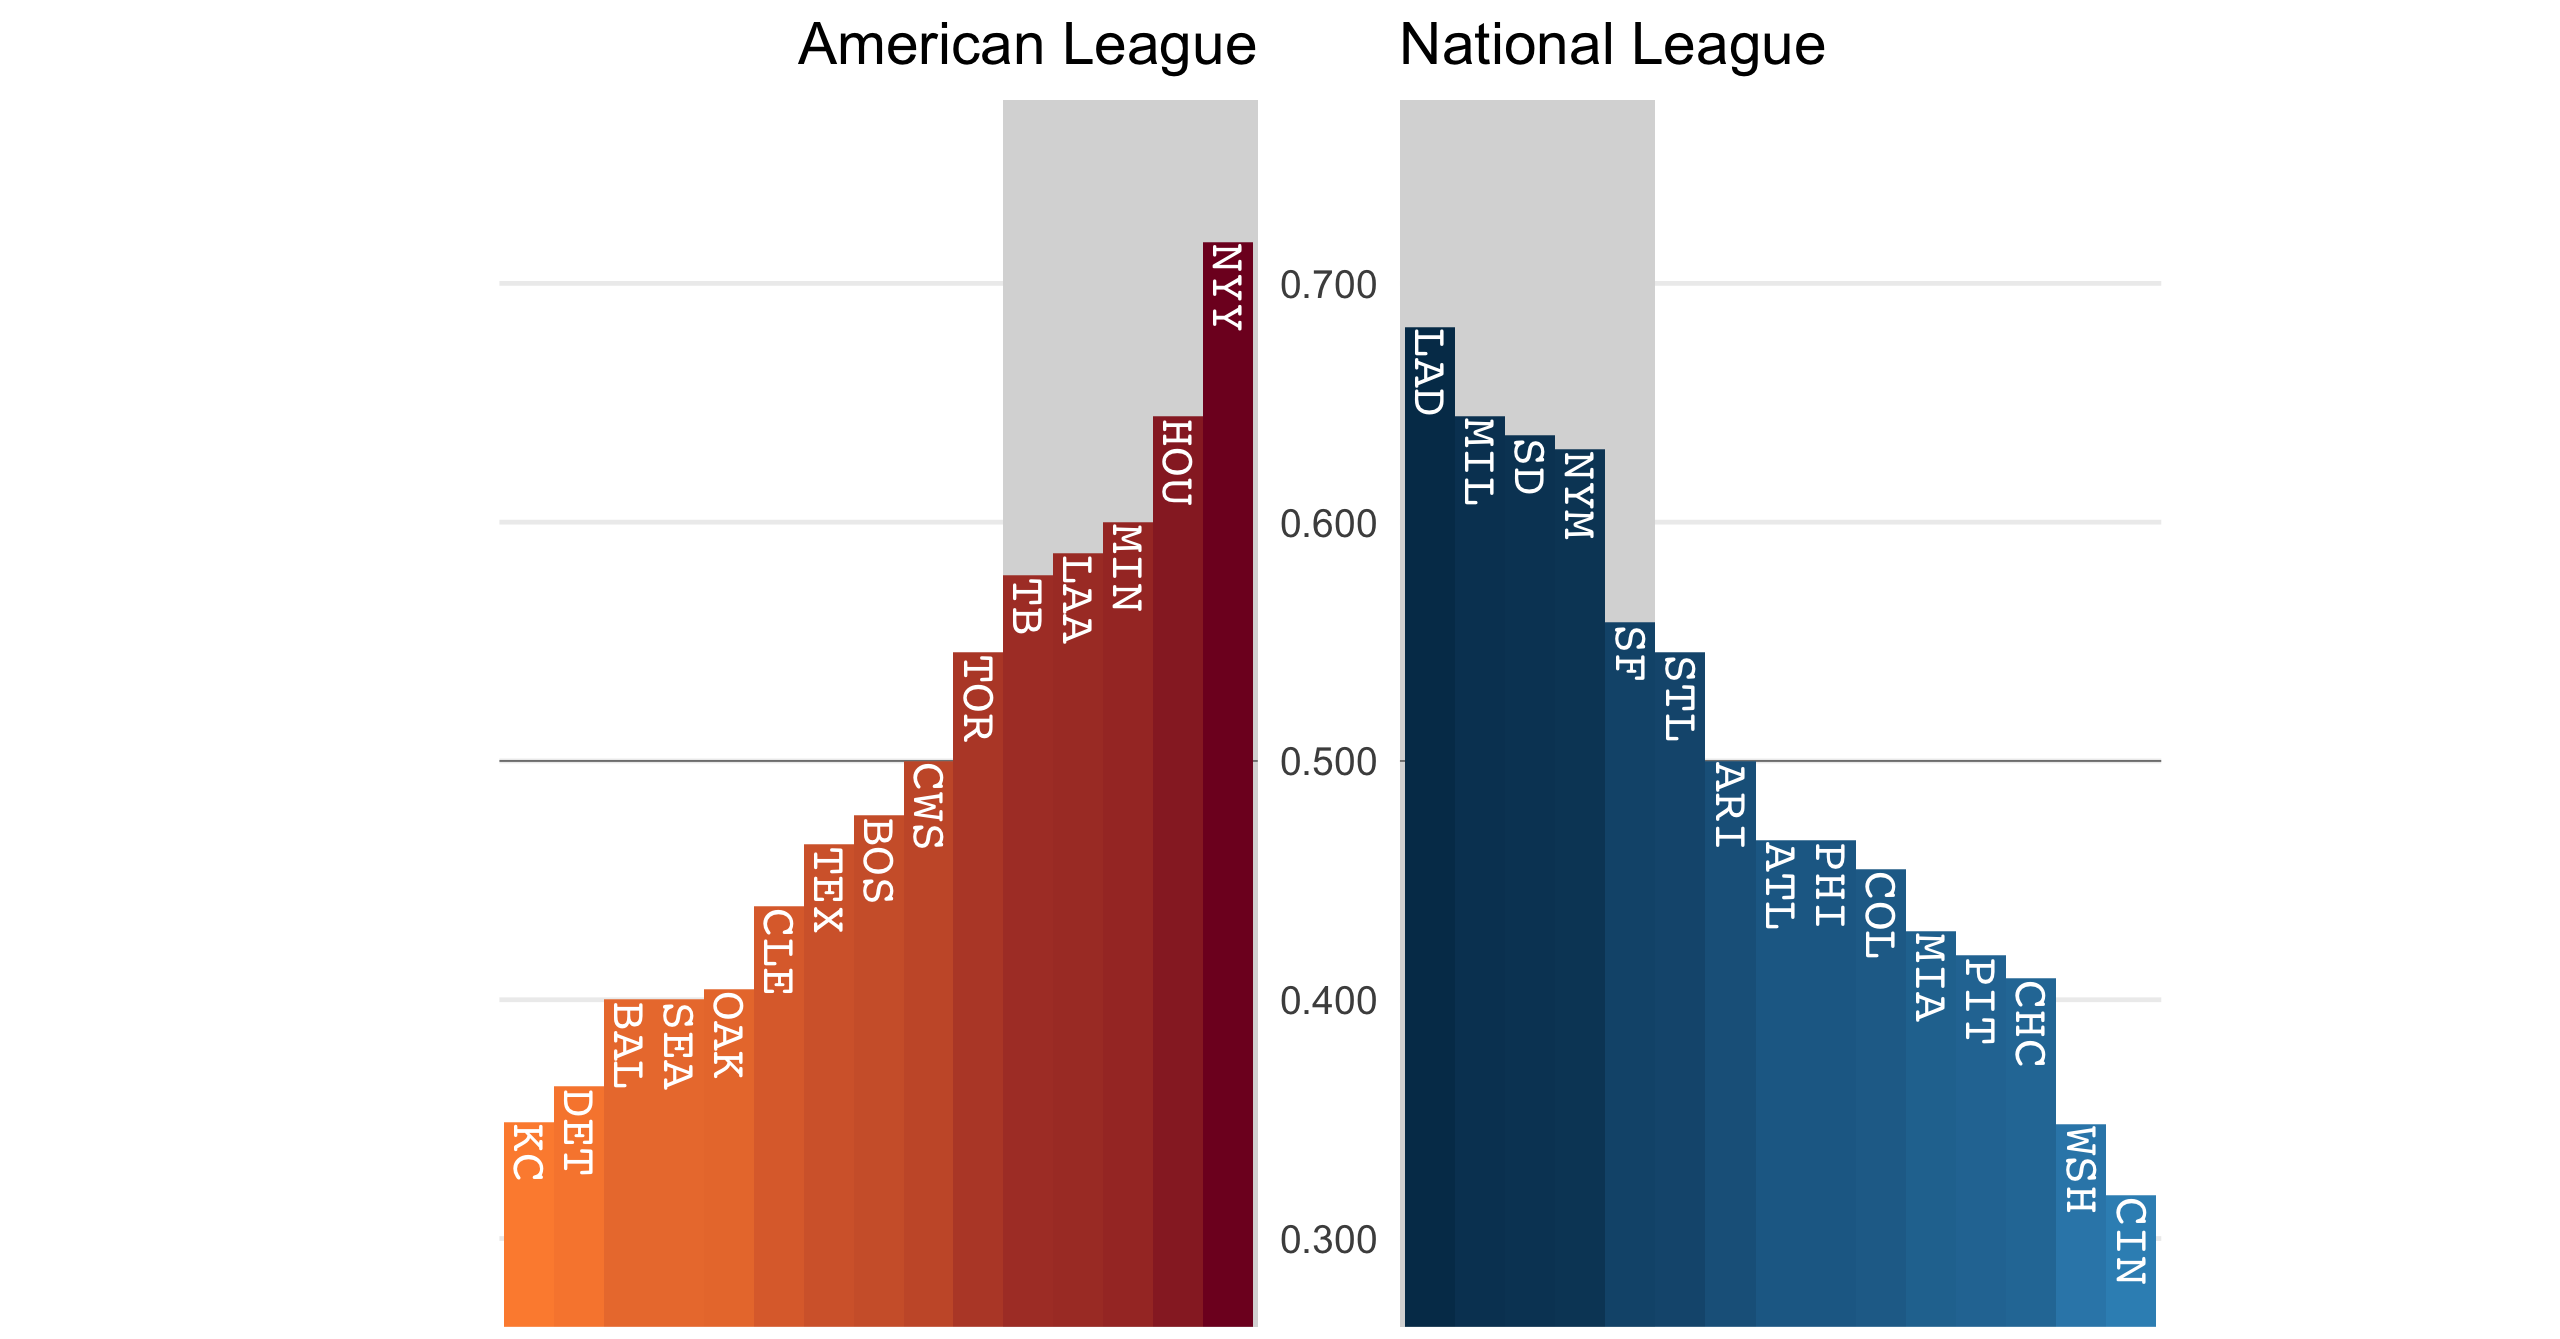 American League
National League
0.700
0.600
0.500
0.400
0.300
KC
DET
BAL
SEA
OAK
CLE
TEX
BOS
CWS
TOR
TB
LAA
MIN
HOU
NYY
LAD
MIL
SD
NYM
SF
STL
ARI
ATL
PHI
COL
MIA
PIT
CHC
WSH
CIN